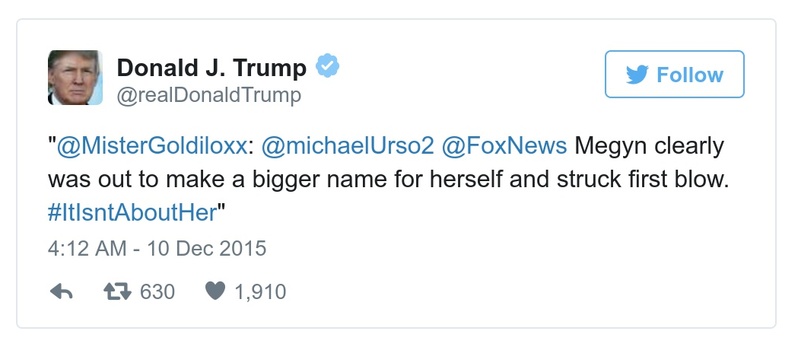 Donald J. Trump
@realDonaldTrump
Follow
"@MisterGoldiloxx: @michaelUrso2 @FoxNews Megyn clearly
was out to make a bigger name for herself and struck first blow.
#ItIsntAboutHer"
4:12 AM - 10 Dec 2015
630 1,910